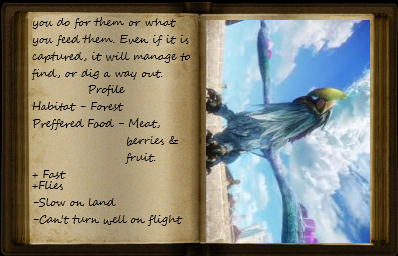 you do for them or what
you feed them. Even if it is
captured, it will manage to
find, or dig a way out.
Profile
Habitat - Forest
Preffered Food - Meat,
berries &
fruit.
+ Fast
+Flies
-Slow on land
-Can't turn well on flight